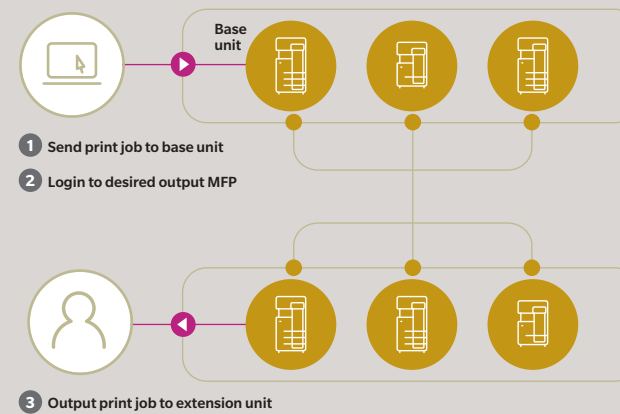 Base
unit
1 Send print job to base unit
2 Login to desired output MFP
3 Output print job to extension unit